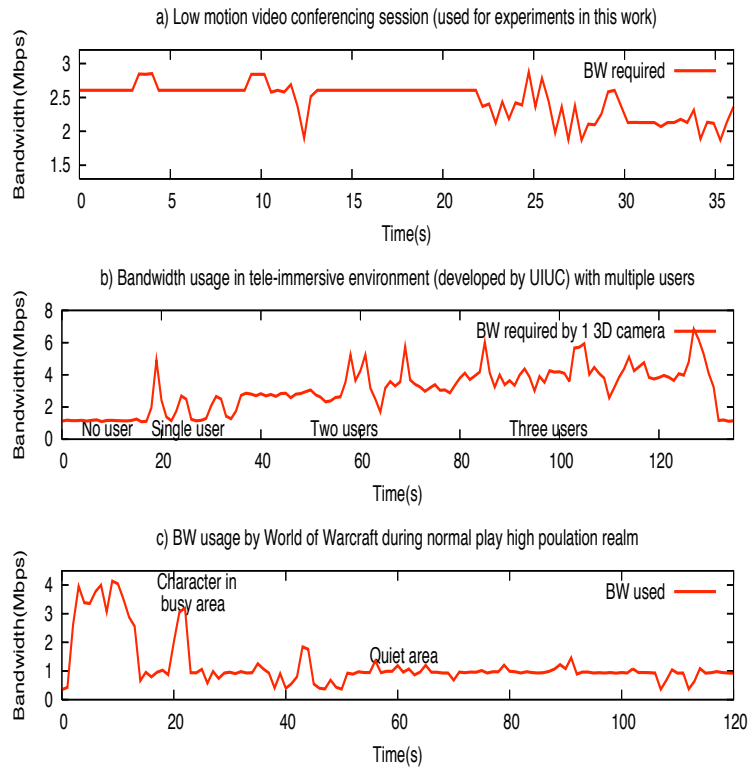 a) Low motion video conferencing session (used for experiments in this work)
Bandwidth(Mbps)
3
2.5
2
1.5
BW required
0 5 10 15 20 25 30 35
Time(s)
b) Bandwidth usage in tele-immersive environment (developed by UIUC) with multiple users
Bandwidth(Mbps)
8
6
4
2
0
BW required by 1 3D camera
No user Single user Two users Three users
0 20 40 60 80 100 120
Time(s)
c) BW usage by World of Warcraft during normal play high poulation realm
Bandwidth(Mbps)
4
3
2
1
0
Character in
busy area
BW used
Quiet area
0 20 40 60 80 100 120
Time(s)